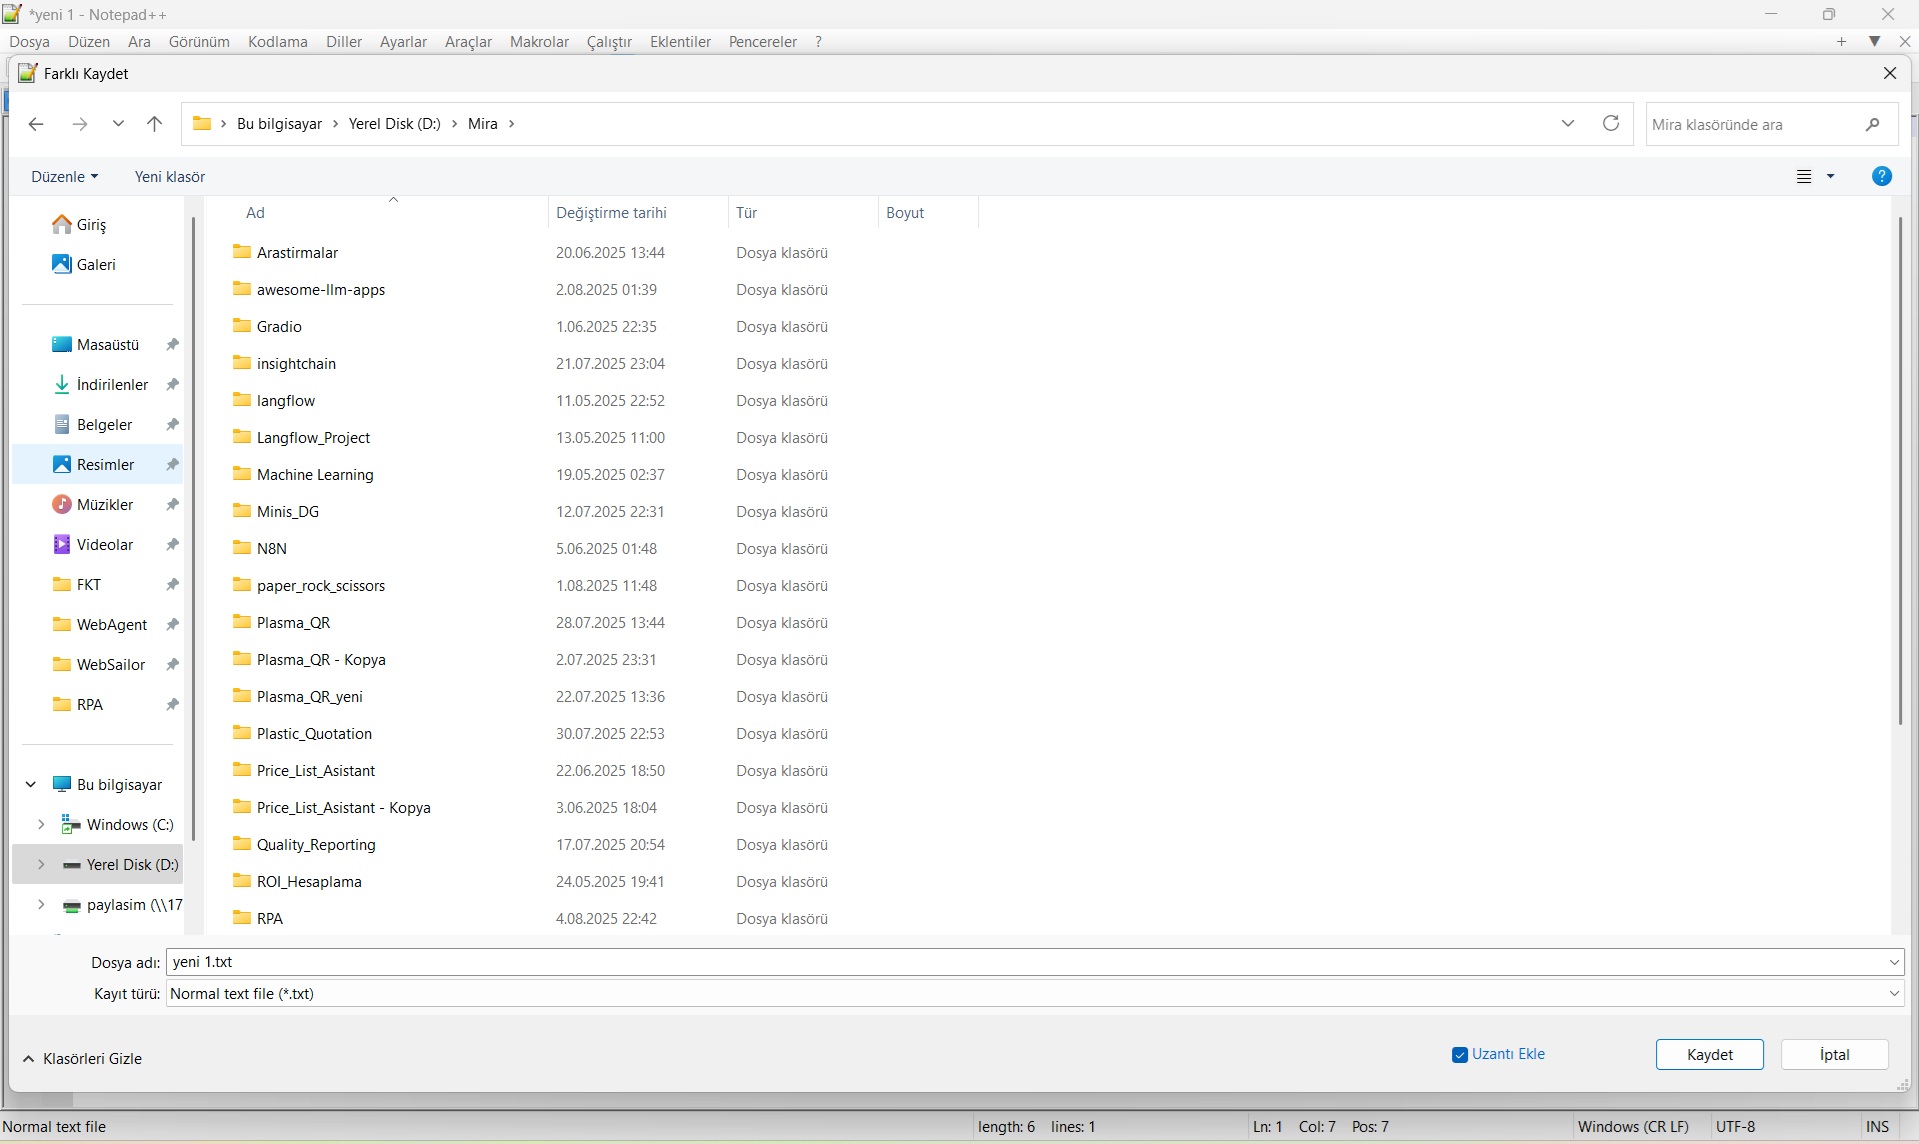 *yeni 1 - Notepad++
Dosya Düzen Ara Görünüm Kodlama Diller Ayarlar Araçlar Makrolar Çalıştır Eklentiler Pencereler ?
Farklı Kaydet
Bu bilgisayar > Yerel Disk (D:) > Mira >
Mira klasöründe ara
Düzenle
Yeni klasör
Giriş
Galeri
Masaüstü
İndirilenler
Belgeler
Resimler
Müzikler
Videolar
FKT
WebAgent
WebSailor
RPA
Bu bilgisayar
Windows (C:)
Yerel Disk (D:)
paylasim (\\17
Ad Değiştirme tarihi Tür Boyut
Arastirmalar 20.06.2025 13:44 Dosya klasörü
awesome-llm-apps 2.08.2025 01:39 Dosya klasörü
Gradio 1.06.2025 22:35 Dosya klasörü
insightchain 21.07.2025 23:04 Dosya klasörü
langflow 11.05.2025 22:52 Dosya klasörü
Langflow_Project 13.05.2025 11:00 Dosya klasörü
Machine Learning 19.05.2025 02:37 Dosya klasörü
Minis_DG 12.07.2025 22:31 Dosya klasörü
N8N 5.06.2025 01:48 Dosya klasörü
paper_rock_scissors 1.08.2025 11:48 Dosya klasörü
Plasma_QR 28.07.2025 13:44 Dosya klasörü
Plasma_QR - Kopya 2.07.2025 23:31 Dosya klasörü
Plasma_QR_yeni 22.07.2025 13:36 Dosya klasörü
Plastic_Quotation 30.07.2025 22:53 Dosya klasörü
Price_List_Asistant 22.06.2025 18:50 Dosya klasörü
Price_List_Asistant - Kopya 3.06.2025 18:04 Dosya klasörü
Quality_Reporting 17.07.2025 20:54 Dosya klasörü
ROI_Hesaplama 24.05.2025 19:41 Dosya klasörü
RPA 4.08.2025 22:42 Dosya klasörü
Dosya adı: yeni 1.txt
Kayıt türü: Normal text file (*.txt)
Klasörleri Gizle
Uzantı Ekle
Kaydet
İptal
Normal text file length: 6 lines: 1 Ln: 1 Col: 7 Pos: 7 Windows (CR LF) UTF-8 INS